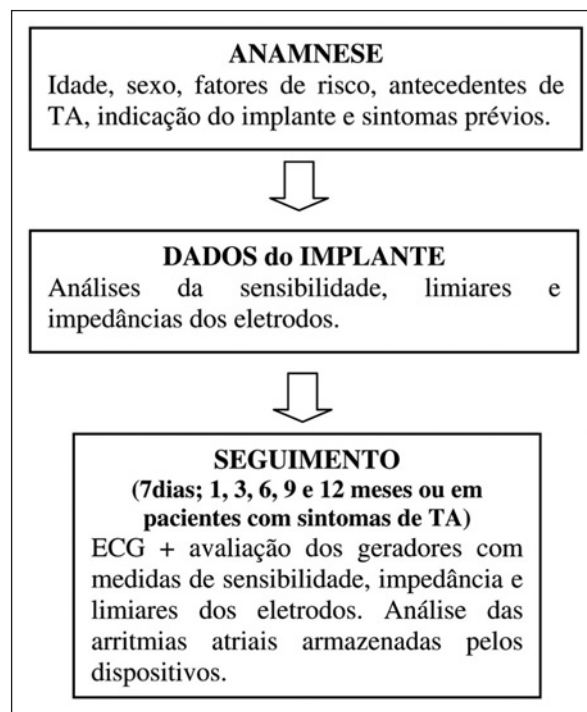 ANAMNESE
Idade, sexo, fatores de risco, antecedentes de
TA, indicação do implante e sintomas prévios.
DADOS do IMPLANTE
Análises da sensibilidade, limiares e
impedâncias dos eletrodos.
SEGUIMENTO
(7dias; 1, 3, 6, 9 e 12 meses ou em
pacientes com sintomas de TA)
ECG + avaliação dos geradores com
medidas de sensibilidade, impedância e
limiares dos eletrodos. Análise das
arritmias atriais armazenadas pelos
dispositivos.